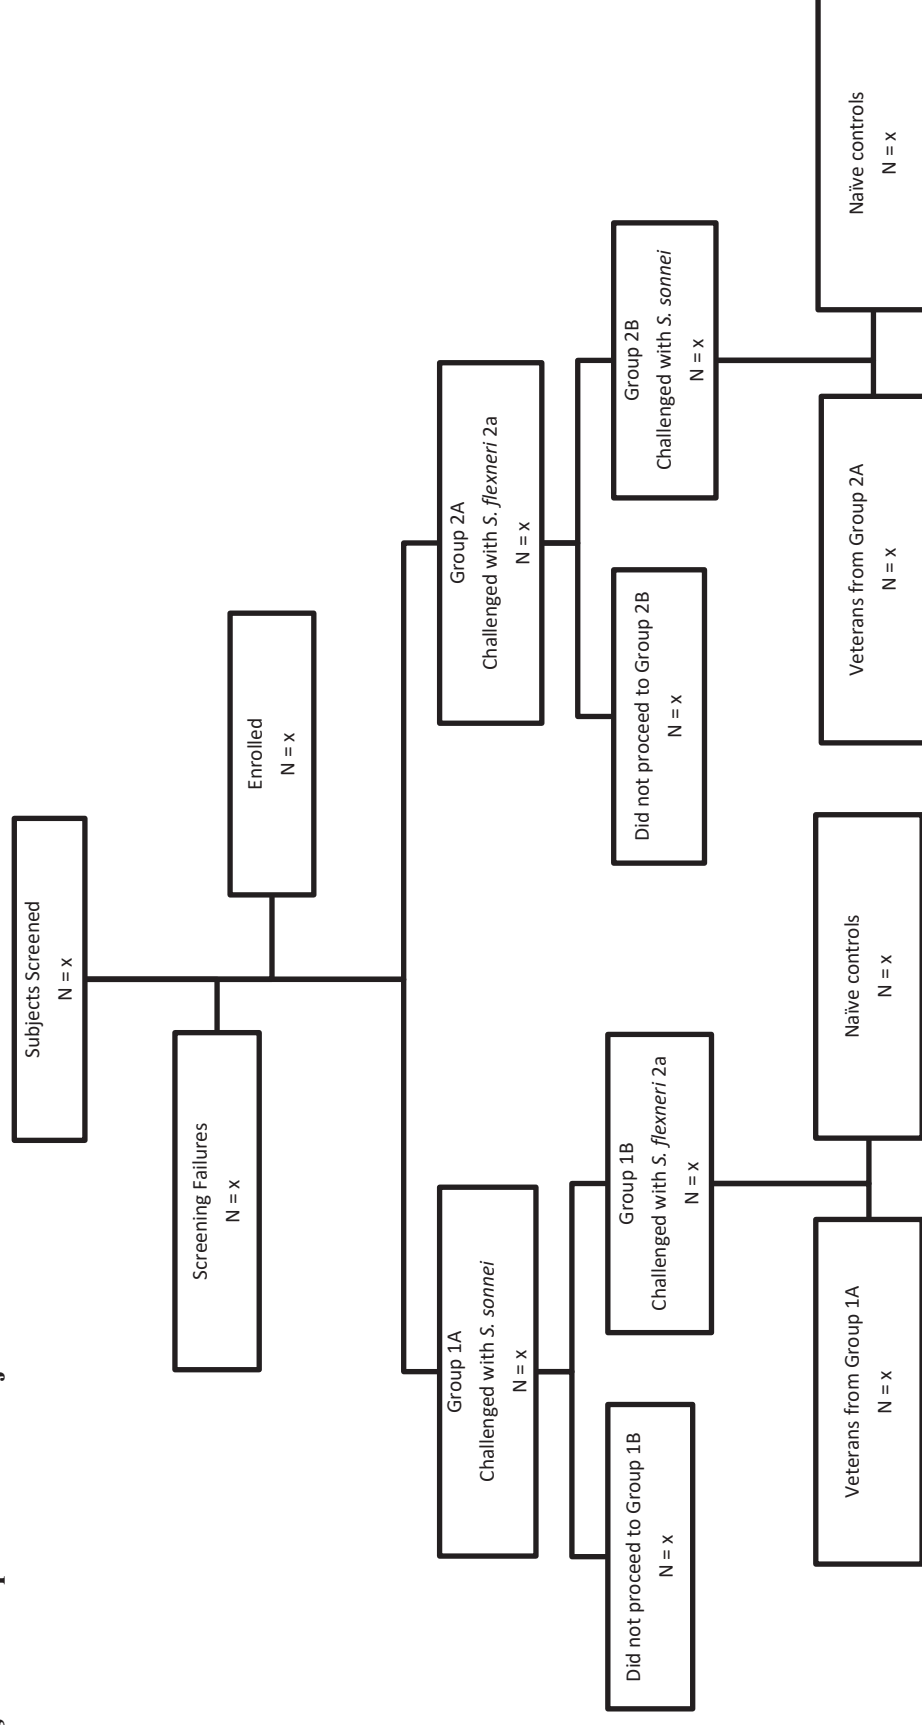 Subjects Screened
N = x
Screening Failures
N = x
Enrolled
N = x
Group 1A
Challenged with S. sonnei
N = x
Group 2A
Challenged with S. flexneri 2a
N = x
Did not proceed to Group 1B
N = x
Group 1B
Challenged with S. flexneri 2a
N = x
Did not proceed to Group 2B
N = x
Group 2B
Challenged with S. sonnei
N = x
Veterans from Group 1A
N = x
Naïve controls
N = x
Veterans from Group 2A
N = x
Naïve controls
N = x